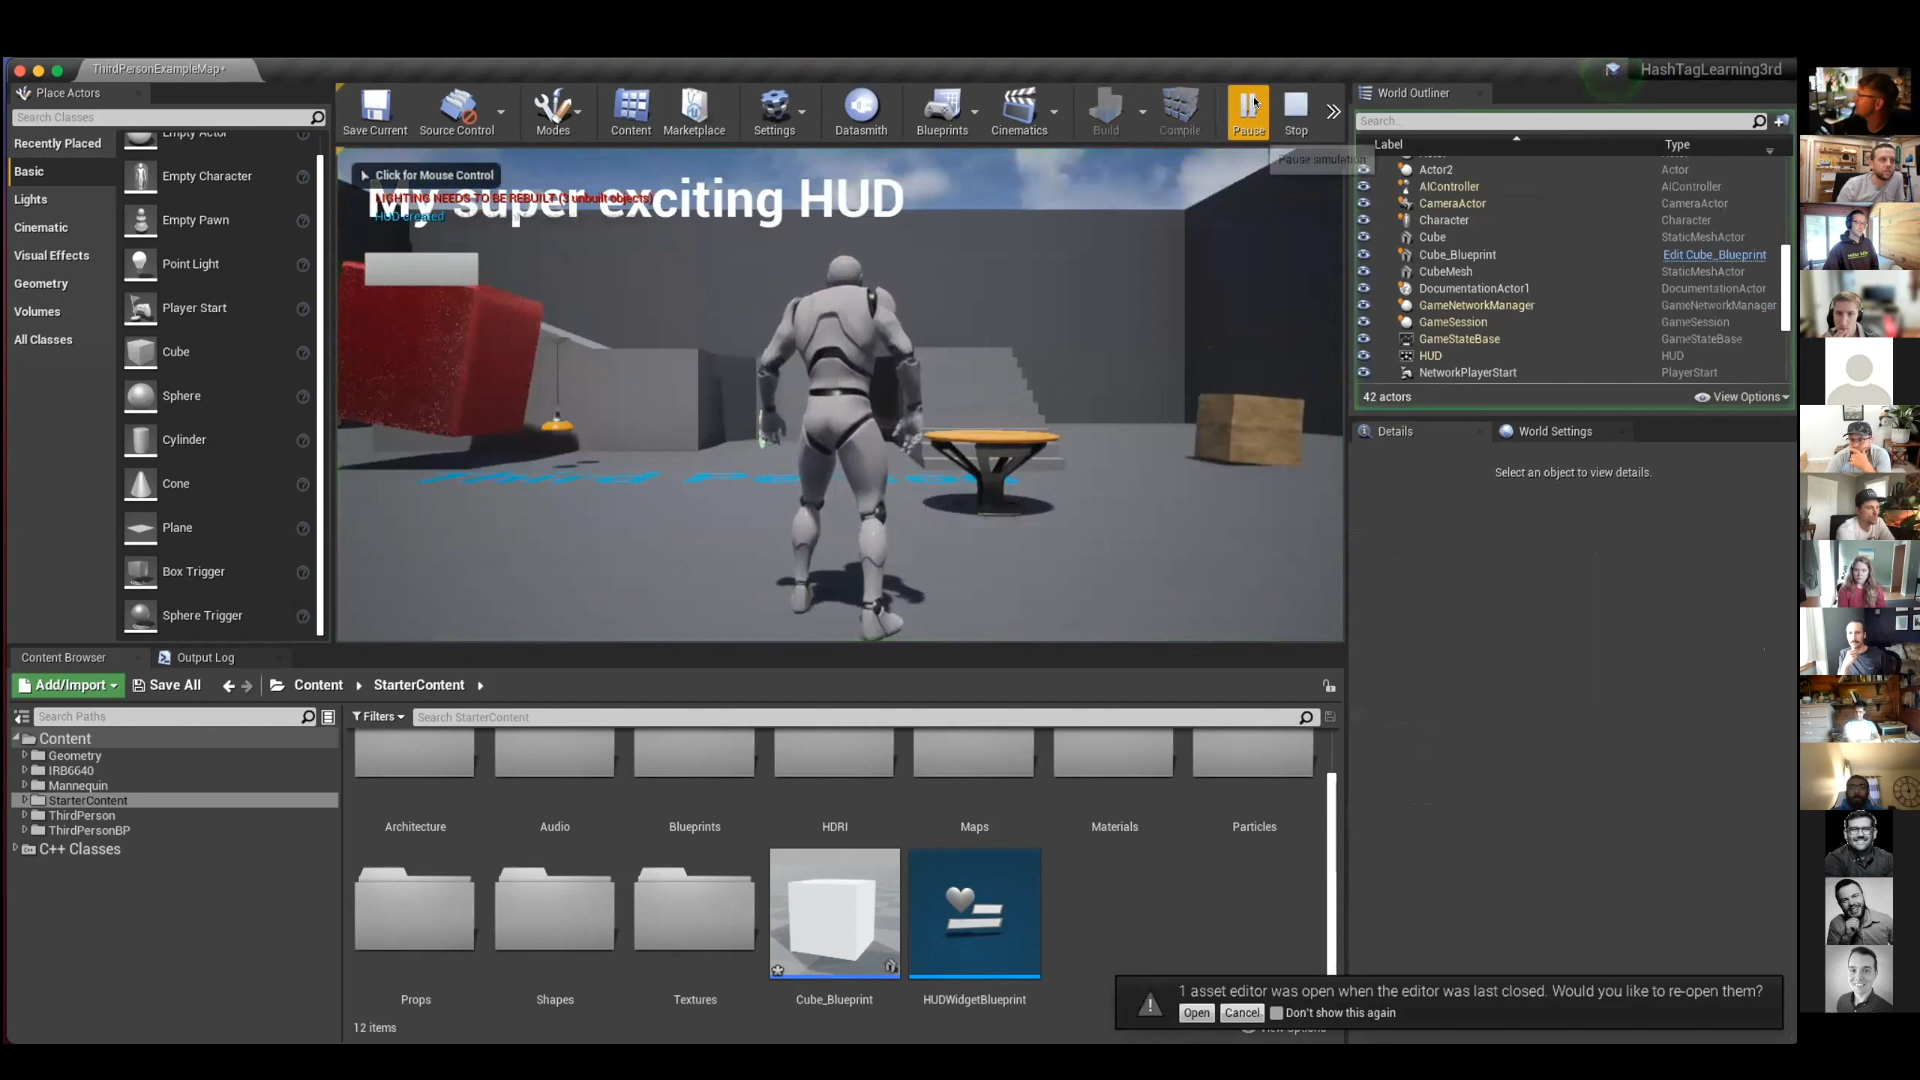 ThirdPersonExampleMap*
HashTagLearning3rd
Place Actors
Search Classes
Recently Placed
Basic
Lights
Cinematic
Visual Effects
Geometry
Volumes
All Classes
Empty Actor
Empty Character
Empty Pawn
Point Light
Player Start
Cube
Sphere
Cylinder
Cone
Plane
Box Trigger
Sphere Trigger
Save Current
Source Control
Modes
Content
Marketplace
Settings
Datasmith
Blueprints
Cinematics
Build
Compile
Pause
Stop
Pause simulation
Click for Mouse Control
My super exciting HUD
LIGHTING NEEDS TO BE REBUILT (3 unbuilt objects)
HUD created
World Outliner
Search...
Label Type
Actor2 Actor
AIController AIController
CameraActor CameraActor
Character Character
Cube StaticMeshActor
Cube_Blueprint Edit Cube_Blueprint
CubeMesh StaticMeshActor
DocumentationActor1 DocumentationActor
GameNetworkManager GameNetworkManager
GameSession GameSession
GameStateBase GameStateBase
HUD HUD
NetworkPlayerStart PlayerStart
42 actors
View Options
Details
World Settings
Select an object to view details.
Content Browser
Output Log
Add/Import
Save All
Content
StarterContent
Search Paths
Filters
Search StarterContent
Content
Geometry
IRB6640
Mannequin
StarterContent
ThirdPerson
ThirdPersonBP
C++ Classes
Architecture
Audio
Blueprints
HDRI
Maps
Materials
Particles
Props
Shapes
Textures
Cube_Blueprint
HUDWidgetBlueprint
12 items
View Options
1 asset editor was open when the editor was last closed. Would you like to re-open them?
Open
Cancel
Don't show this again